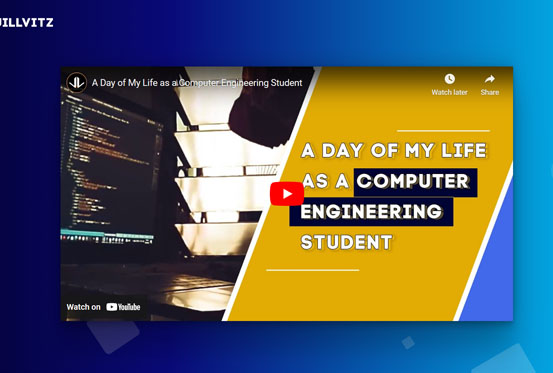 JILLVITZ
A Day of My Life as a Computer Engineering Student
Watch later
Share
A DAY OF MY LIFE
AS A COMPUTER
ENGINEERING
STUDENT
Watch on YouTube